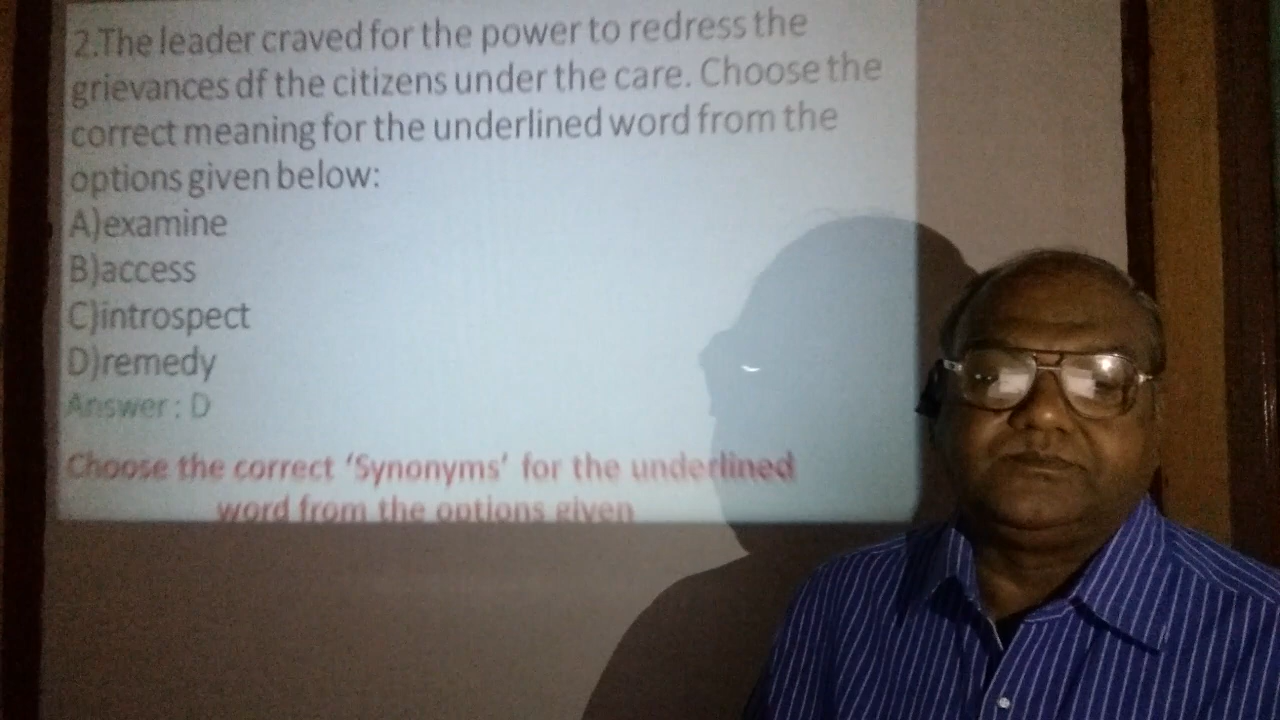 2.The leader craved for the power to redress the
grievances df the citizens under the care. Choose the
correct meaning for the underlined word from the
options given below:
A)examine
B)access
C)introspect
D)remedy
Answer : D
Choose the correct ‘Synonyms’ for the underlined
word from the options given